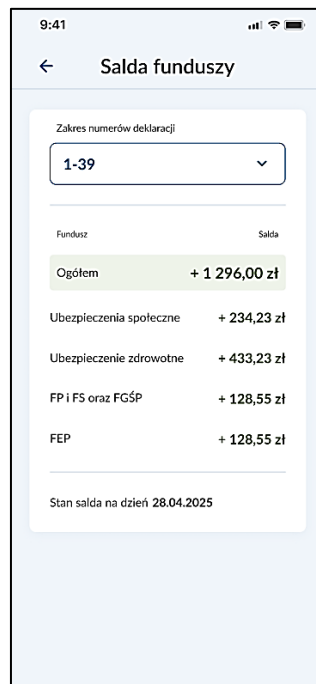 9:41
Salda funduszy
Zakres numerów deklaracji
1-39
Fundusz Salda
Ogółem + 1 296,00 zł
Ubezpieczenia społeczne + 234,23 zł
Ubezpieczenie zdrowotne + 433,23 zł
FP i FS oraz FGŚP + 128,55 zł
FEP + 128,55 zł
Stan salda na dzień 28.04.2025